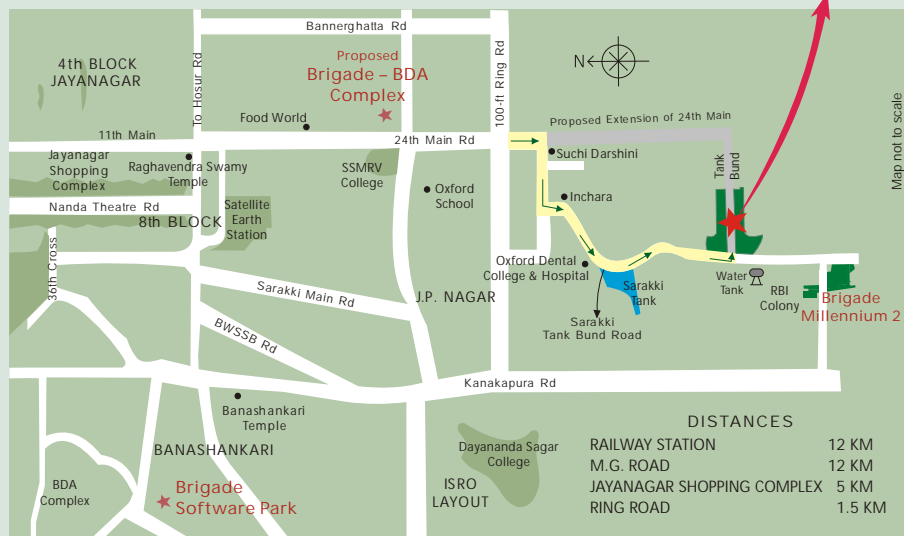 Bannerghatta Rd
To Hosur Rd
100-ft Ring Rd
4th BLOCK
JAYANAGAR
Proposed
Brigade – BDA
Complex
N
Map not to scale
Food World
11th Main
24th Main Rd
Proposed Extension of 24th Main
Tank
Bund
Suchi Darshini
Jayanagar
Shopping
Complex
Raghavendra Swamy
Temple
SSMRV
College
Oxford
School
Inchara
Nanda Theatre Rd
8th BLOCK
Satellite
Earth
Station
36th Cross
Oxford Dental
College & Hospital
Sarakki
Tank
Water
Tank
RBI
Colony
Brigade
Millennium 2
Sarakki Main Rd
J.P. NAGAR
Sarakki
Tank Bund Road
BWSSB Rd
Kanakapura Rd
Banashankari
Temple
BANASHANKARI
Dayananda Sagar
College
BDA
Complex
Brigade
Software Park
ISRO
LAYOUT
DISTANCES
RAILWAY STATION 12 KM
M.G. ROAD 12 KM
JAYANAGAR SHOPPING COMPLEX 5 KM
RING ROAD 1.5 KM